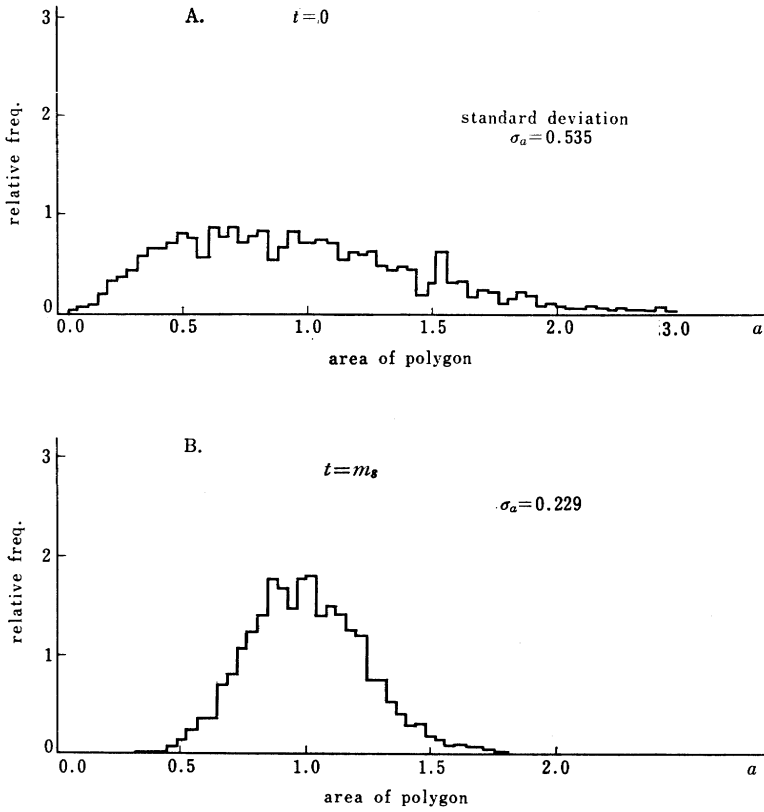 A. t=0
3
2
1
0
relative freq.
standard deviation
σₐ=0.535
0.0 0.5 1.0 1.5 2.0 3.0 a
area of polygon
B.
t=mₛ
3
2
1
0
relative freq.
σₐ=0.229
0.0 0.5 1.0 1.5 2.0 a
area of polygon